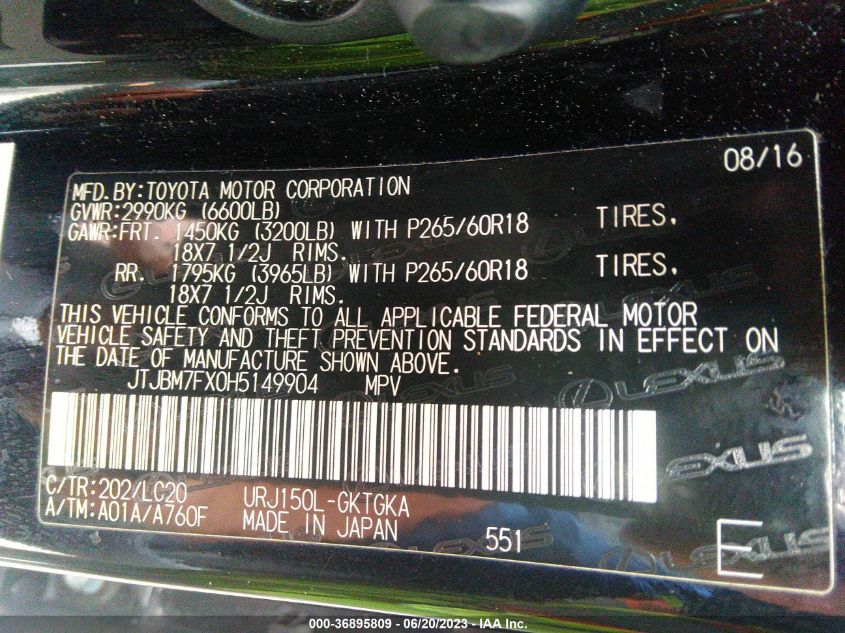 08/16
MFD. BY: TOYOTA MOTOR CORPORATION
GVWR: 2990KG (6600LB)
GAWR: FRT. 1450KG (3200LB) WITH P265/60R18 TIRES,
18X7 1/2J RIMS.
RR. 1795KG (3965LB) WITH P265/60R18 TIRES,
18X7 1/2J RIMS.
THIS VEHICLE CONFORMS TO ALL APPLICABLE FEDERAL MOTOR
VEHICLE SAFETY AND THEFT PREVENTION STANDARDS IN EFFECT ON
THE DATE OF MANUFACTURE SHOWN ABOVE.
JTJBM7FX0H5149904 MPV
LEXUS
LEXUS
C/TR: 202/LC20 URJ150L-GKTGKA
A/TM: A01A/A760F MADE IN JAPAN 551 E
000-36895809 - 06/20/2023 - IAA Inc.